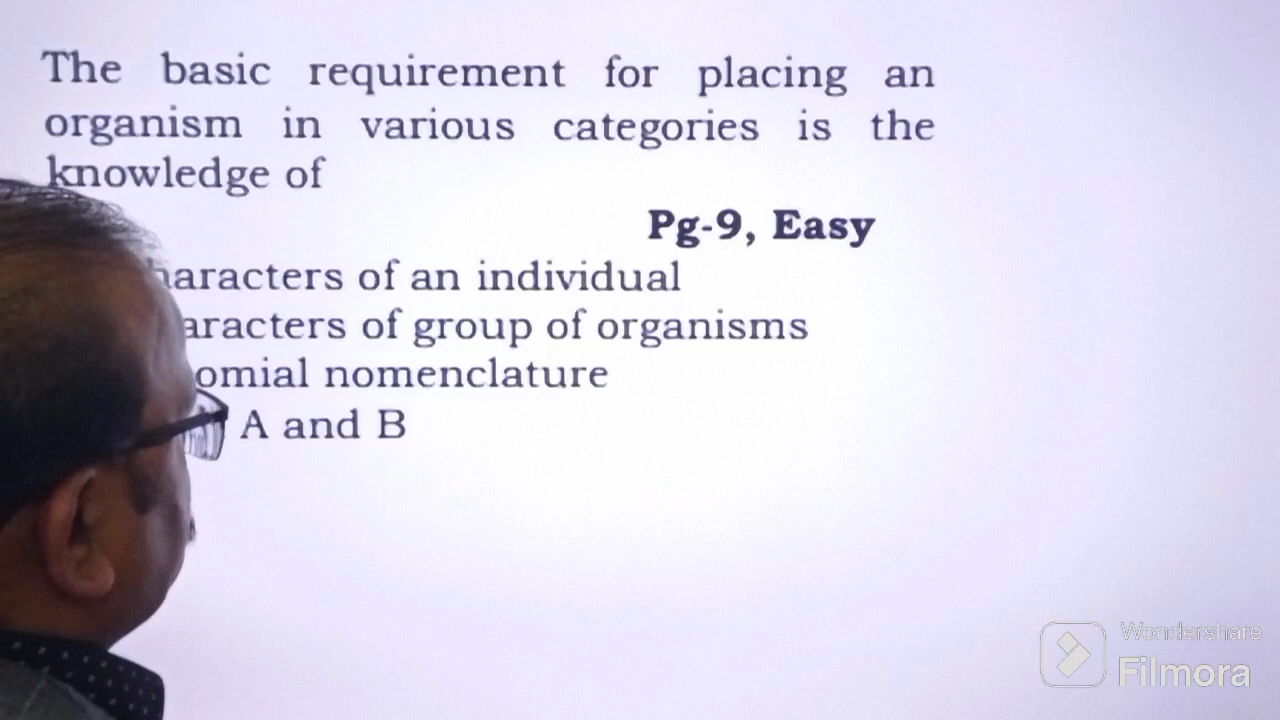 The basic requirement for placing an
organism in various categories is the
knowledge of
Pg-9, Easy
haracters of an individual
aracters of group of organisms
omial nomenclature
A and B
Wondershare
Filmora